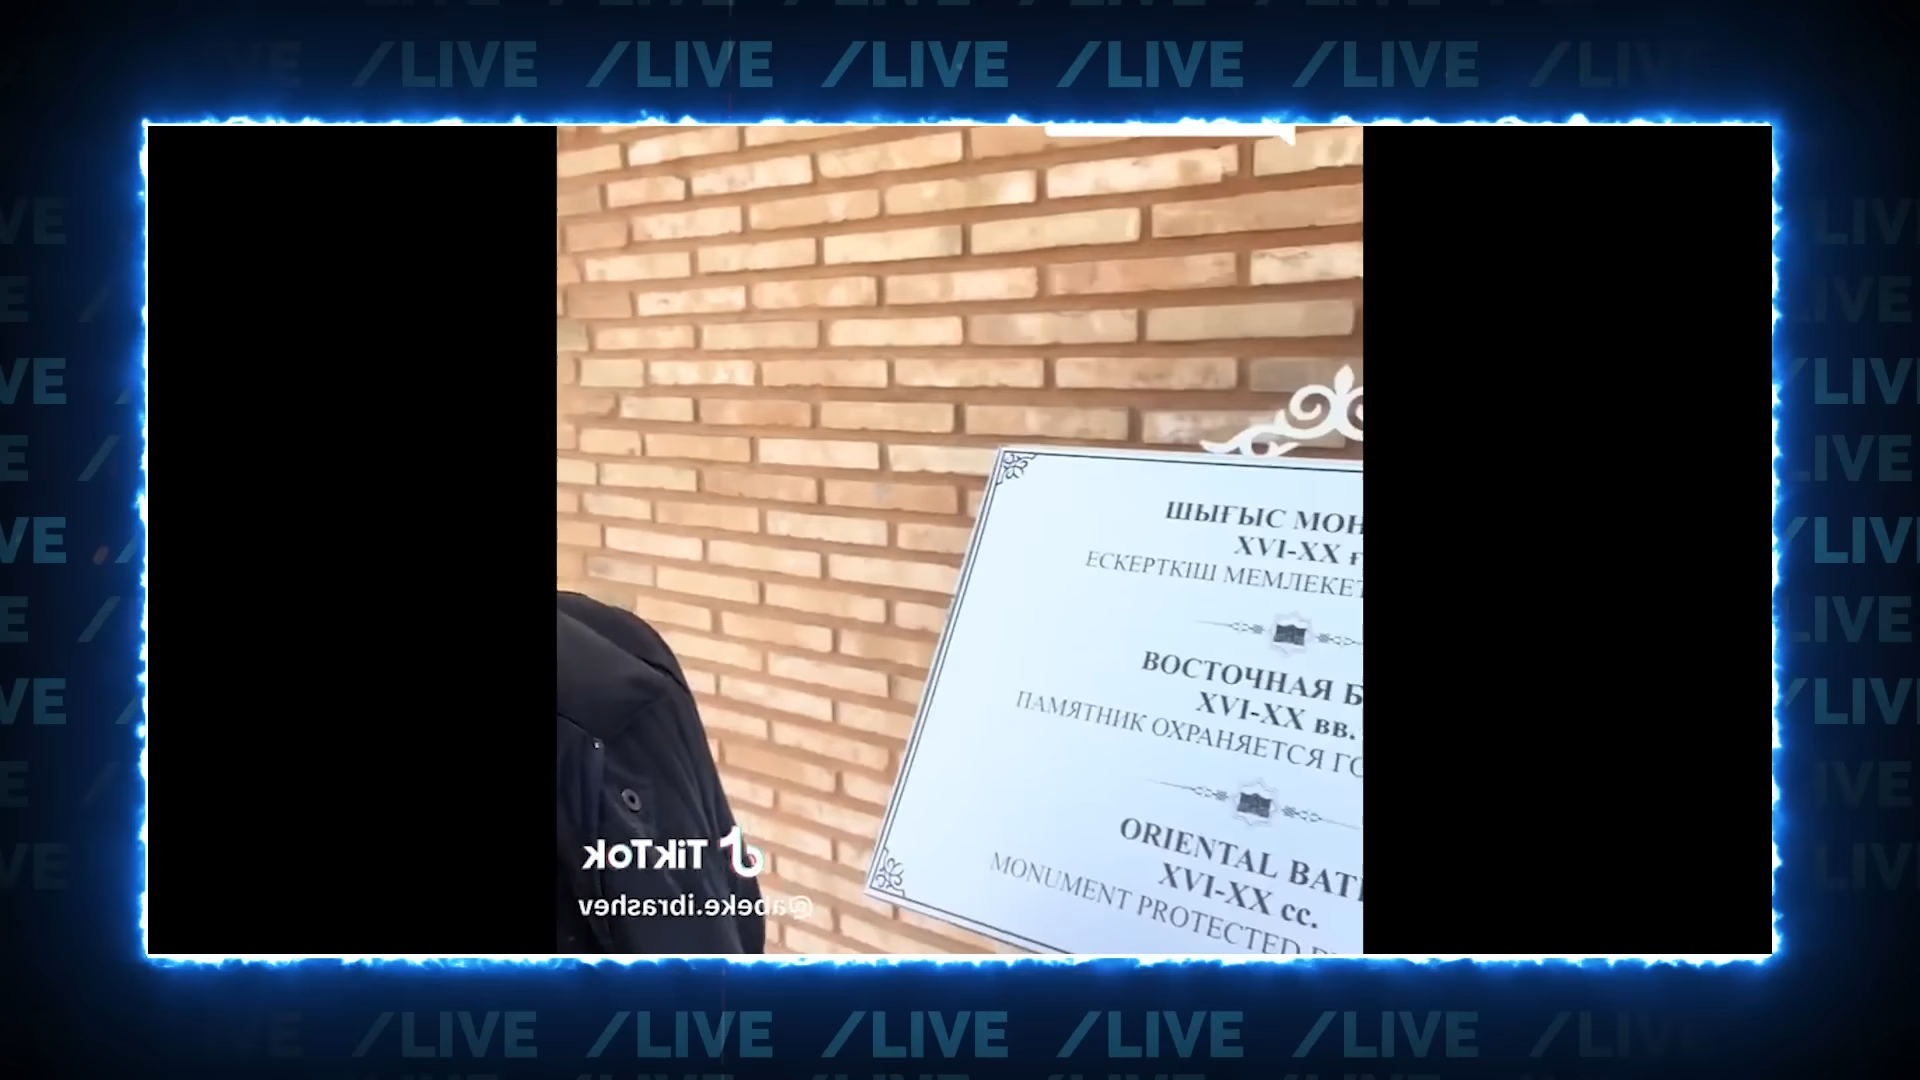 /LIVE /LIVE /LIVE /LIVE /LIVE
ШЫҒЫС МОН
XVI-XX ғ
ЕСКЕРТКІШ МЕМЛЕКЕТ
ВОСТОЧНАЯ Б
XVI-XX вв.
ПАМЯТНИК ОХРАНЯЕТСЯ ГО
ORIENTAL BAT
XVI-XX cc.
MONUMENT PROTECTED
TikTok
@abeke.ibrashev
/LIVE /LIVE /LIVE /LIVE /LIVE